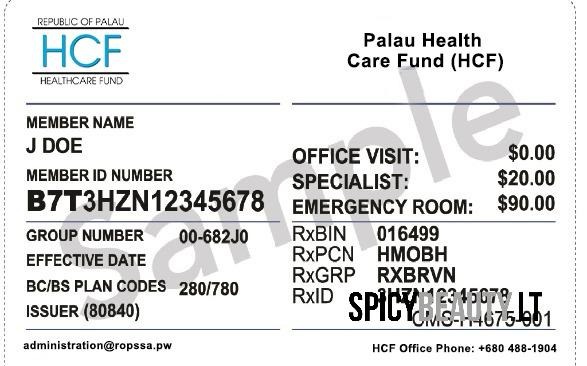 REPUBLIC OF PALAU
HCF
HEALTHCARE FUND
Palau Health
Care Fund (HCF)
MEMBER NAME
J DOE
MEMBER ID NUMBER
B7T3HZN12345678
GROUP NUMBER 00-682J0
EFFECTIVE DATE
BC/BS PLAN CODES 280/780
ISSUER (80840)
OFFICE VISIT: $0.00
SPECIALIST: $20.00
EMERGENCY ROOM: $90.00
RxBIN 016499
RxPCN HMOBH
RxGRP RXBRVN
RxID 3HZN12345678
CMS-H4675-001
SPICYBEAUTY.LT
Sample
administration@ropssa.pw
HCF Office Phone: +680 488-1904